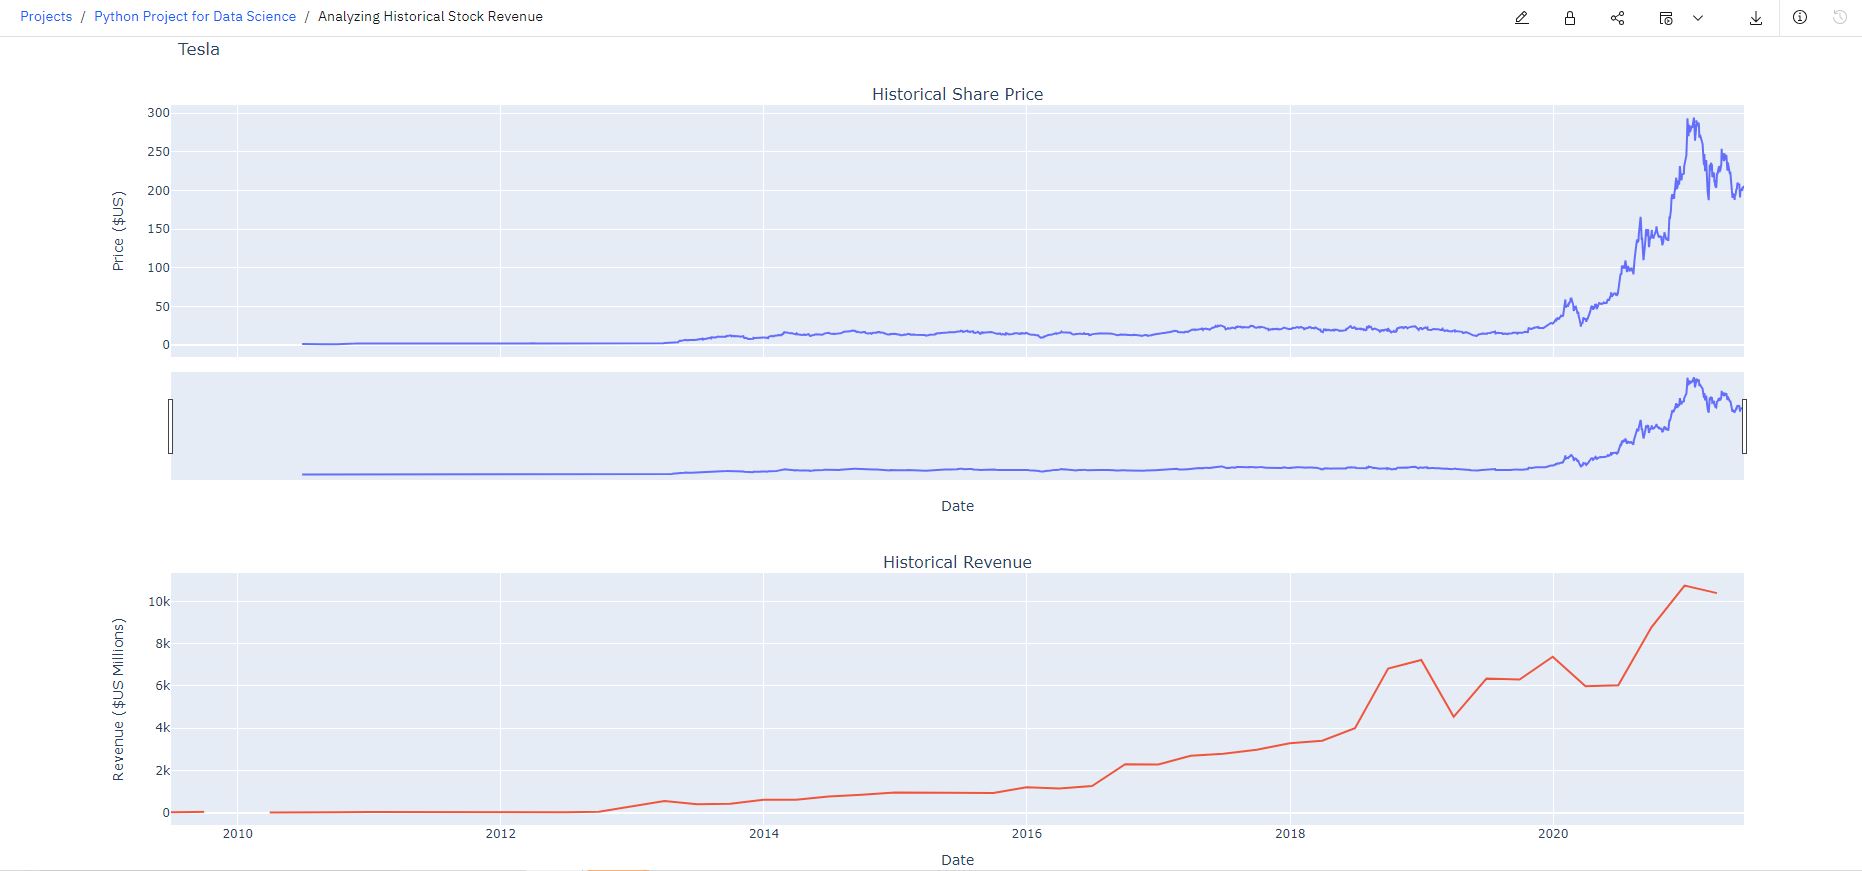 Projects / Python Project for Data Science / Analyzing Historical Stock Revenue
Tesla
Historical Share Price
300
250
200
150
100
50
0
Price ($US)
Date
Historical Revenue
10k
8k
6k
4k
2k
0
Revenue ($US Millions)
2010 2012 2014 2016 2018 2020
Date